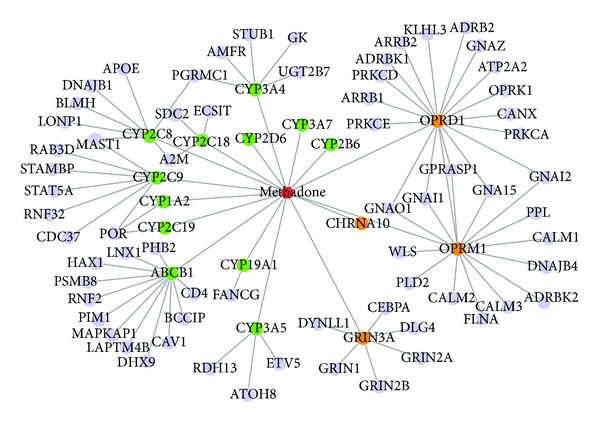 STUB1
GK
AMFR
UGT2B7
CYP3A4
PGRMC1
APOE
DNAJB1
BLMH
LONP1
SDC2
ECSIT
CYP2C8
MAST1
CYP2C18
RAB3D
A2M
STAMBP
CYP2C9
STAT5A
CYP1A2
RNF32
CYP2C19
CDC37
POR
CYP2D6
CYP3A7
CYP2B6
Methadone
KLHL3
ADRB2
ARRB2
GNAZ
ADRBK1
ATP2A2
PRKCD
OPRK1
ARRB1
CANX
PRKCE
OPRD1
PRKCA
GPRASP1
GNAI2
GNA15
GNAI1
GNAO1
PPL
CHRNA10
CALM1
WLS
OPRM1
DNAJB4
PLD2
CALM2
CALM3
ADRBK2
FLNA
PHB2
LNX1
HAX1
ABCB1
PSMB8
RNF2
CD4
PIM1
BCCIP
MAPKAP1
CAV1
LAPTM4B
DHX9
CYP19A1
FANCG
CYP3A5
RDH13
ETV5
ATOH8
CEBPA
DYNLL1
DLG4
GRIN3A
GRIN2A
GRIN1
GRIN2B